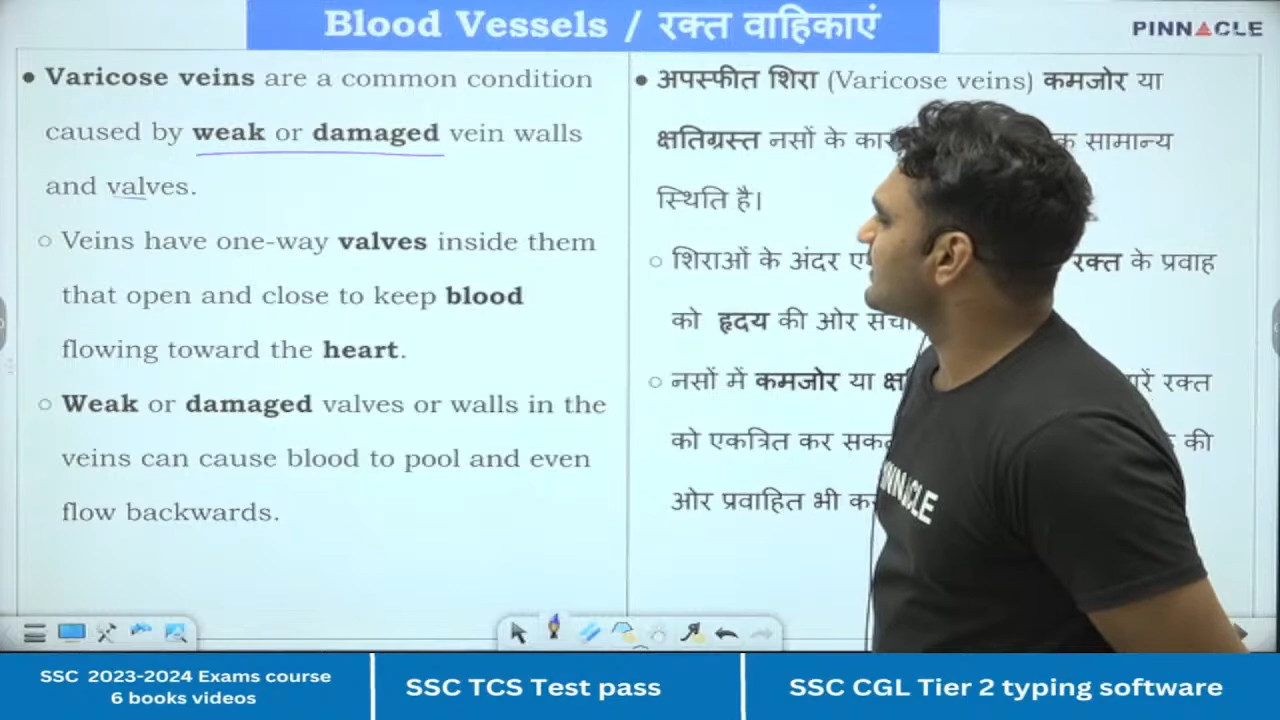 Blood Vessels / रक्त वाहिकाएं
PINNACLE
• Varicose veins are a common condition
caused by weak or damaged vein walls
and valves.
○ Veins have one-way valves inside them
that open and close to keep blood
flowing toward the heart.
○ Weak or damaged valves or walls in the
veins can cause blood to pool and even
flow backwards.
• अपस्फीत शिरा (Varicose veins) कमजोर या
क्षतिग्रस्त नसों के सामान्य
स्थिति है।
○ शिराओं के अंदर रक्त के प्रवाह
को हृदय की ओर
○ नसों में कमजोर या रक्त
को एकत्रित कर की
ओर प्रवाहित भी
PINNACLE
SSC 2023-2024 Exams course
6 books videos
SSC TCS Test pass
SSC CGL Tier 2 typing software